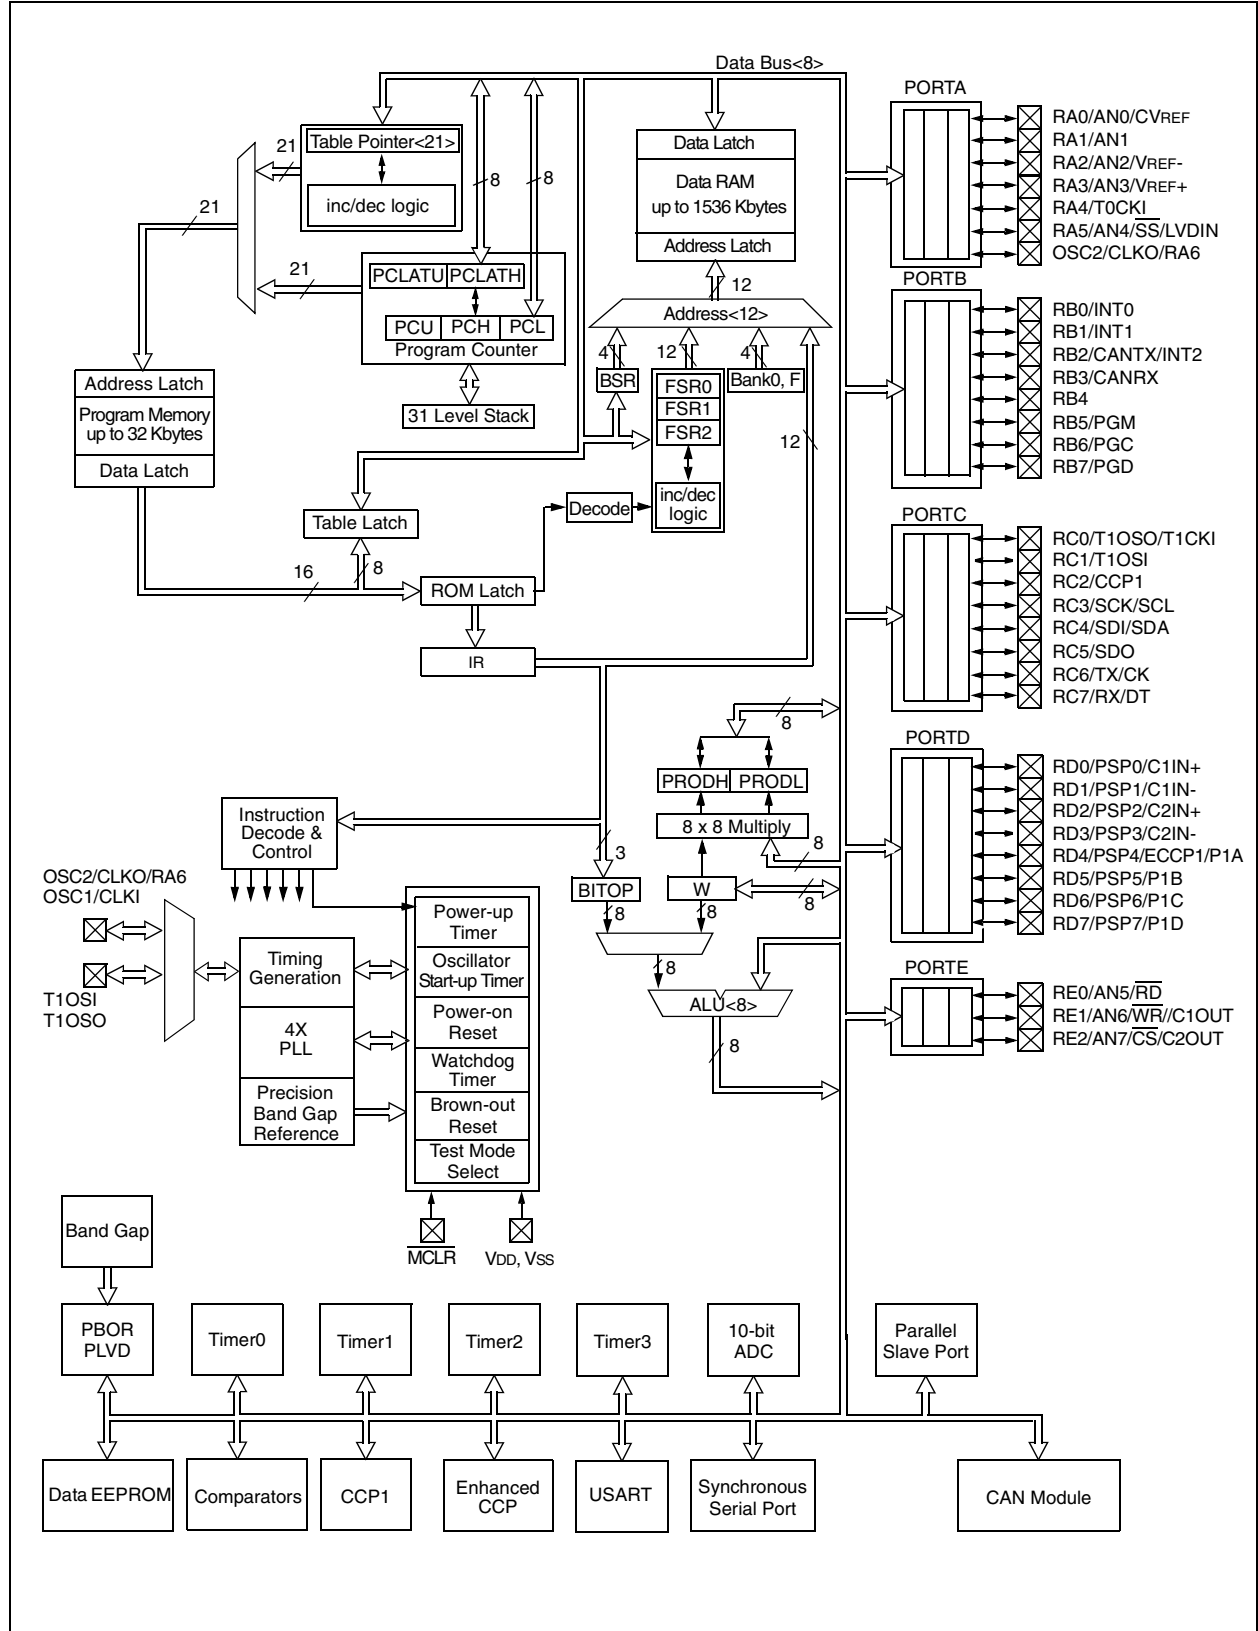 Data Bus<8>
Table Pointer<21>
inc/dec logic
21
21
21
8
8
PCLATU PCLATH
PCU PCH PCL
Program Counter
31 Level Stack
Address Latch
Program Memory
up to 32 Kbytes
Data Latch
Data Latch
Data RAM
up to 1536 Kbytes
Address Latch
12
Address<12>
4
12
4
BSR
FSR0
FSR1
FSR2
inc/dec
logic
Bank0, F
12
Decode
Table Latch
16
8
ROM Latch
IR
8
PRODH PRODL
8 x 8 Multiply
8
3
BITOP
W
8
8
8
8
ALU<8>
8
Instruction
Decode &
Control
OSC2/CLKO/RA6
OSC1/CLKI
T1OSI
T1OSO
Timing
Generation
4X
PLL
Precision
Band Gap
Reference
Power-up
Timer
Oscillator
Start-up Timer
Power-on
Reset
Watchdog
Timer
Brown-out
Reset
Test Mode
Select
MCLR
VDD, VSS
PORTA
RA0/AN0/CVREF
RA1/AN1
RA2/AN2/VREF-
RA3/AN3/VREF+
RA4/T0CKI
RA5/AN4/SS/LVDIN
OSC2/CLKO/RA6
PORTB
RB0/INT0
RB1/INT1
RB2/CANTX/INT2
RB3/CANRX
RB4
RB5/PGM
RB6/PGC
RB7/PGD
PORTC
RC0/T1OSO/T1CKI
RC1/T1OSI
RC2/CCP1
RC3/SCK/SCL
RC4/SDI/SDA
RC5/SDO
RC6/TX/CK
RC7/RX/DT
PORTD
RD0/PSP0/C1IN+
RD1/PSP1/C1IN-
RD2/PSP2/C2IN+
RD3/PSP3/C2IN-
RD4/PSP4/ECCP1/P1A
RD5/PSP5/P1B
RD6/PSP6/P1C
RD7/PSP7/P1D
PORTE
RE0/AN5/RD
RE1/AN6/WR//C1OUT
RE2/AN7/CS/C2OUT
Band Gap
PBOR
PLVD
Timer0
Timer1
Timer2
Timer3
10-bit
ADC
Parallel
Slave Port
Data EEPROM
Comparators
CCP1
Enhanced
CCP
USART
Synchronous
Serial Port
CAN Module